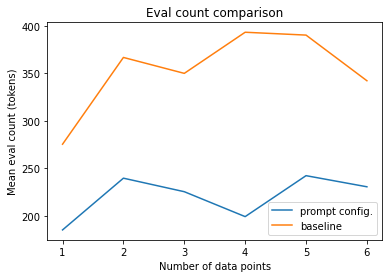 Eval count comparison
Mean eval count (tokens)
400
350
300
250
200
1 2 3 4 5 6
Number of data points
prompt config.
baseline